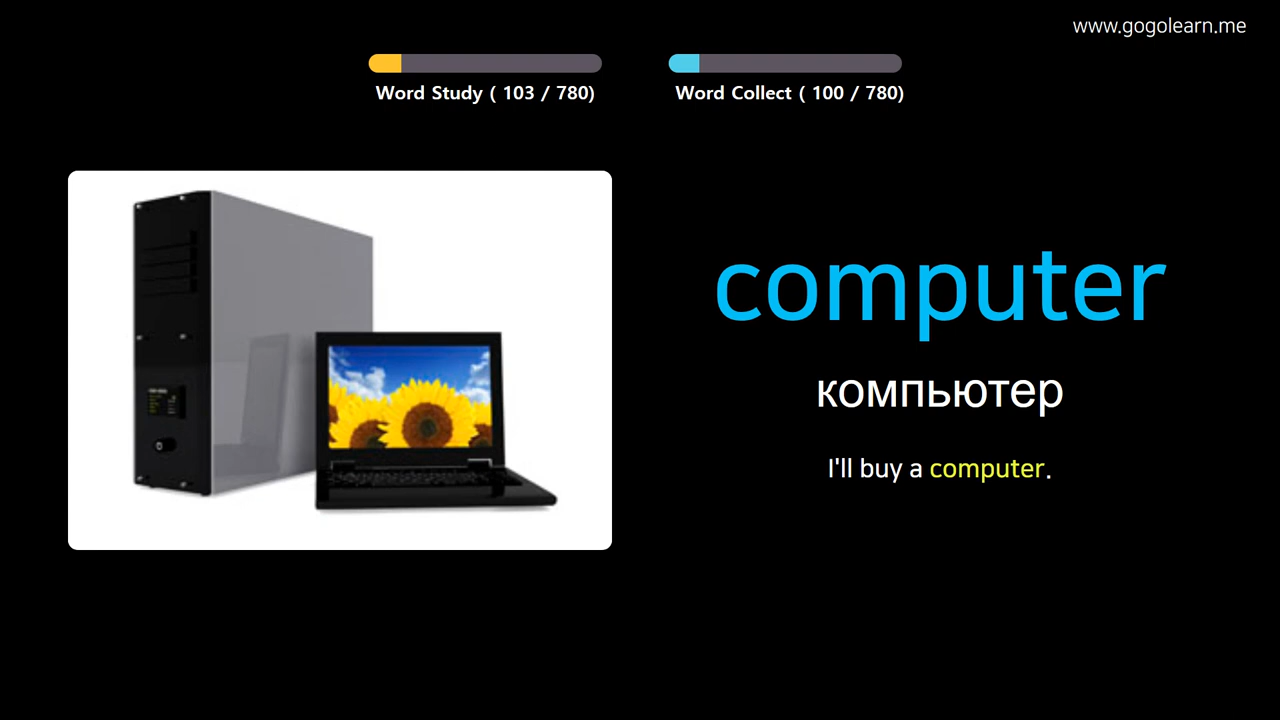 www.gogolearn.me
Word Study ( 103 / 780)
Word Collect ( 100 / 780)
computer
компьютер
I'll buy a computer.